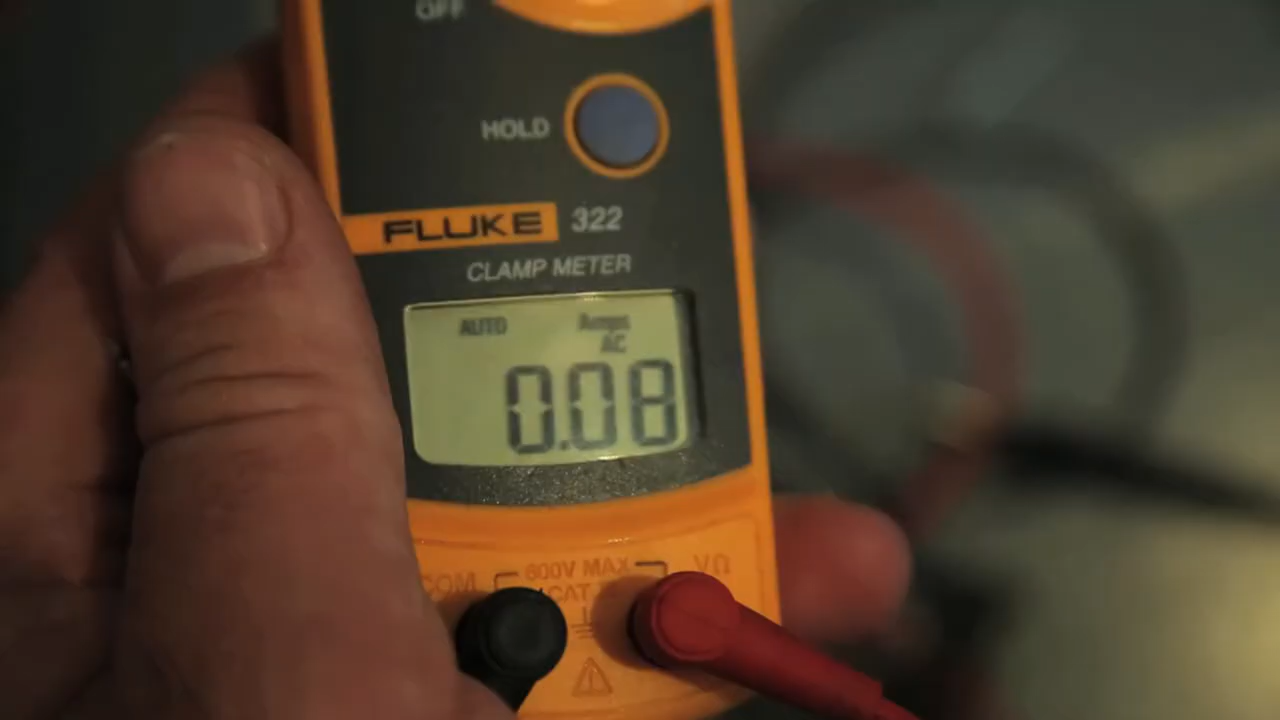 OFF
HOLD
FLUKE 322
CLAMP METER
AUTO Amps
AC
0.08
COM 600V MAX VΩ
CAT